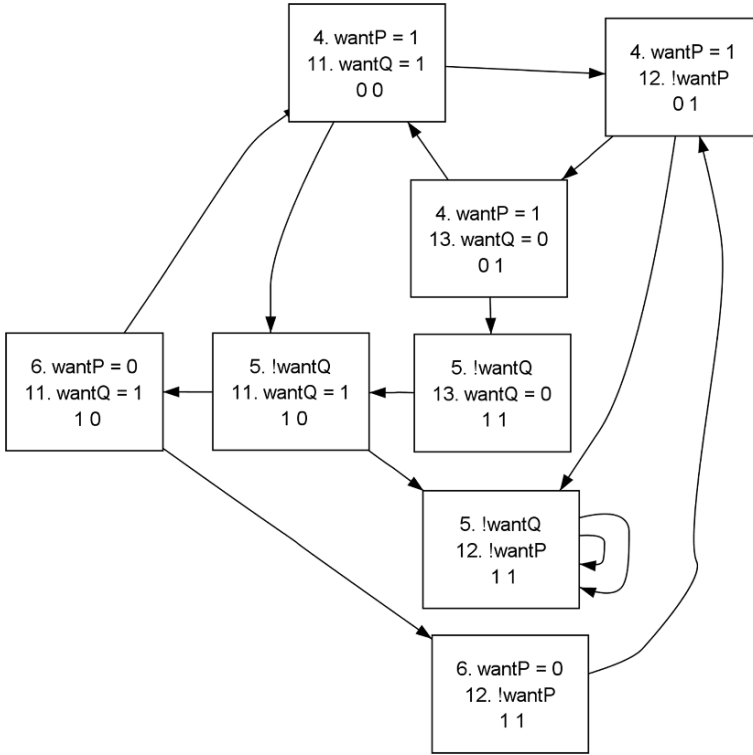 4. wantP = 1
11. wantQ = 1
0 0
4. wantP = 1
12. !wantP
0 1
4. wantP = 1
13. wantQ = 0
0 1
6. wantP = 0
11. wantQ = 1
1 0
5. !wantQ
11. wantQ = 1
1 0
5. !wantQ
13. wantQ = 0
1 1
5. !wantQ
12. !wantP
1 1
6. wantP = 0
12. !wantP
1 1